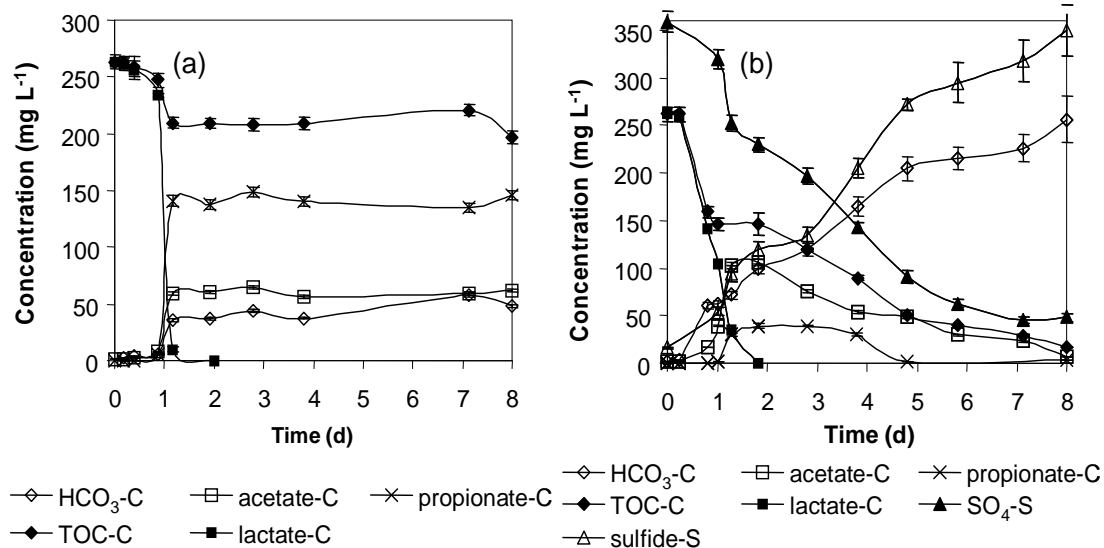 (a)
Concentration (mg L-1)
300
250
200
150
100
50
0
0 1 2 3 4 5 6 7 8
Time (d)
HCO3-C acetate-C propionate-C
TOC-C lactate-C
(b)
Concentration (mg L-1)
350
300
250
200
150
100
50
0
0 1 2 3 4 5 6 7 8
Time (d)
HCO3-C acetate-C propionate-C
TOC-C lactate-C SO4-S
sulfide-S